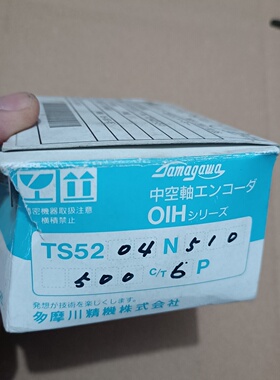 Tamagawa
中空軸エンコーダ
OIHシリーズ
精密機器取扱注意
横積禁止
TS52 04 N 510
500 C/T 6 P
発想が技術を楽しくします。
多摩川精機株式会社